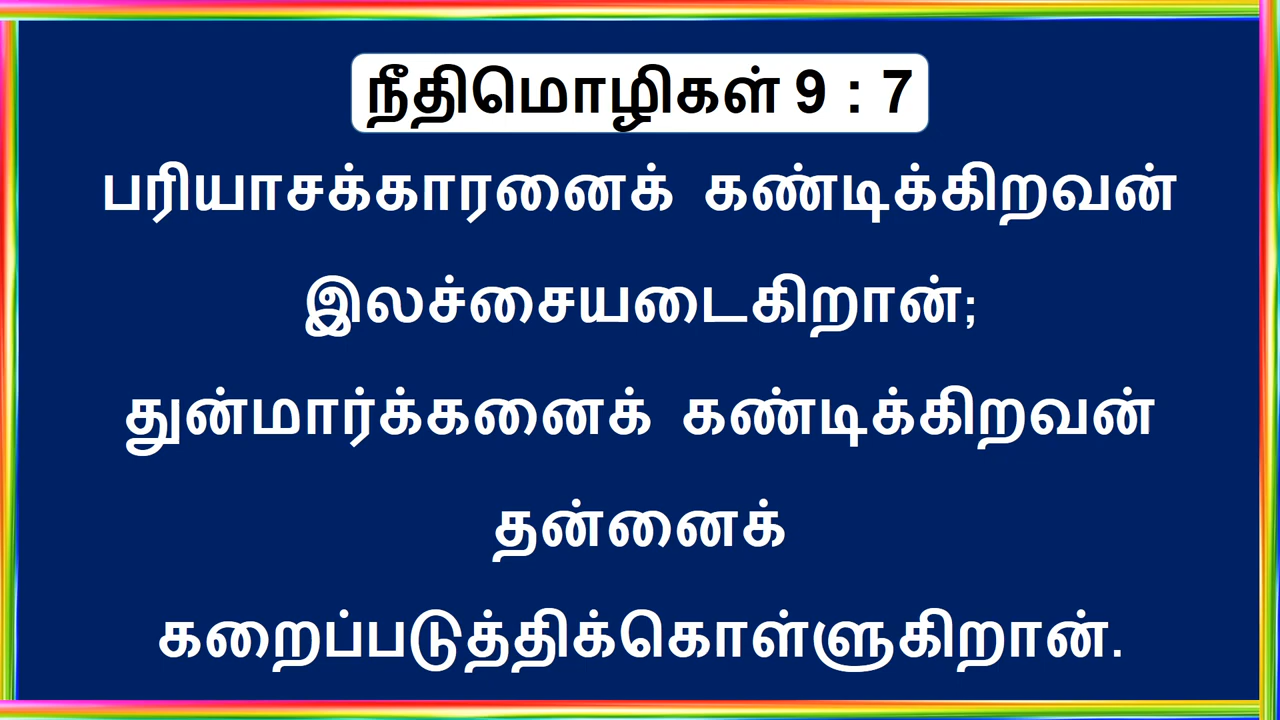 நீதிமொழிகள் 9 : 7
பரியாசக்காரனைக் கண்டிக்கிறவன்
இலச்சையடைகிறான்;
துன்மார்க்கனைக் கண்டிக்கிறவன்
தன்னைக்
கறைப்படுத்திக்கொள்ளுகிறான்.